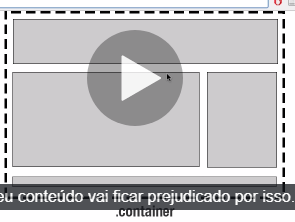 eu conteúdo vai ficar prejudicado por isso.
.container